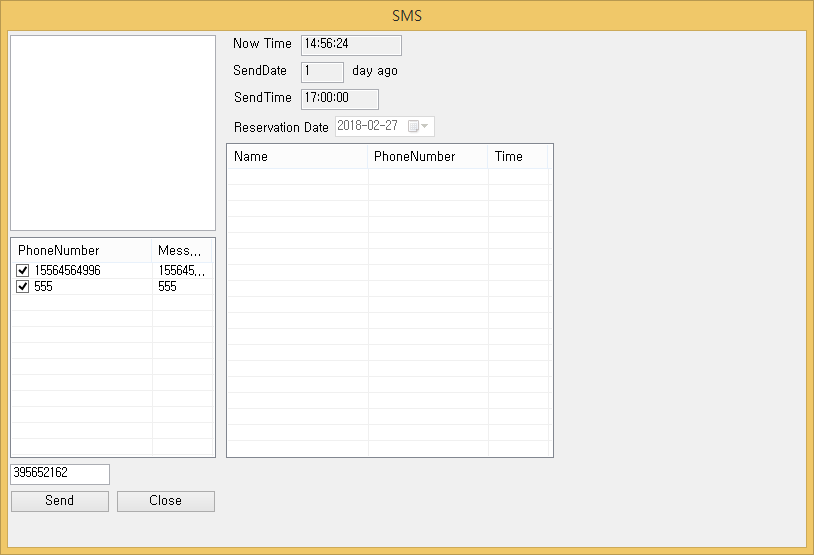 SMS
Now Time 14:56:24
SendDate 1 day ago
SendTime 17:00:00
Reservation Date 2018-02-27
Name PhoneNumber Time
PhoneNumber Mess...
15564564996 155645...
555 555
395652162
Send Close